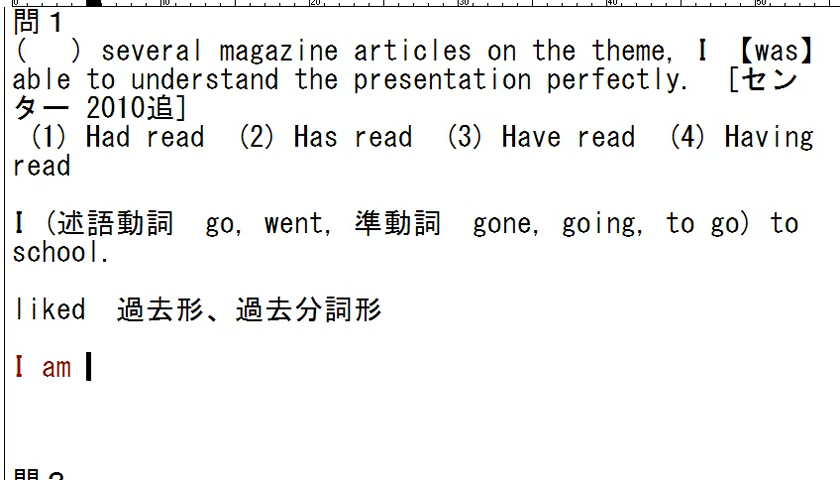 問１
(　　) several magazine articles on the theme, I 【was】
able to understand the presentation perfectly.　[セン
ター 2010追]
(1) Had read　(2) Has read　(3) Have read　(4) Having
read
I (述語動詞　go, went, 準動詞　gone, going, to go) to
school.
liked　過去形、過去分詞形
I am